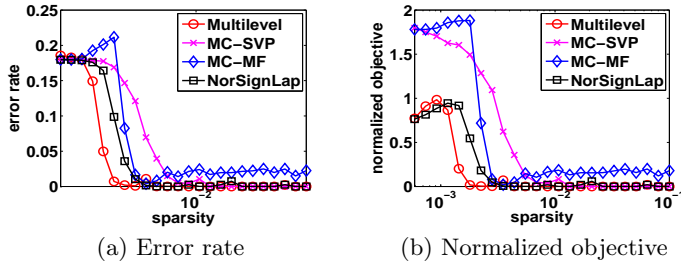 0.25
0.2
0.15
0.1
0.05
0
error rate
10−2
sparsity
Multilevel
MC−SVP
MC−MF
NorSignLap
(a) Error rate
2
1.5
1
0.5
0
normalized objective
10−3
10−2
10−1
sparsity
Multilevel
MC−SVP
MC−MF
NorSignLap
(b) Normalized objective